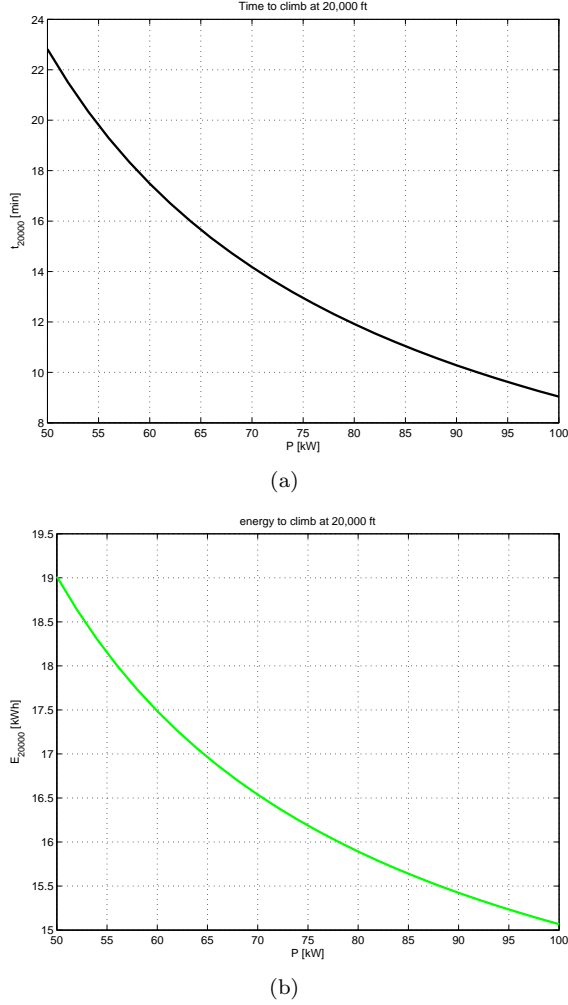 Time to climb at 20,000 ft
24
22
20
18
16
14
12
10
8
t20000 [min]
50 55 60 65 70 75 80 85 90 95 100
P [kW]
(a)
energy to climb at 20,000 ft
19.5
19
18.5
18
17.5
17
16.5
16
15.5
15
E20000 [kWh]
50 55 60 65 70 75 80 85 90 95 100
P [kW]
(b)